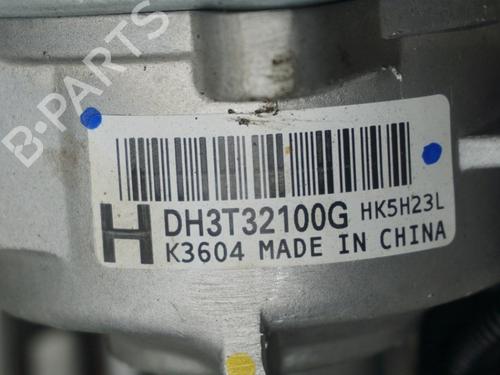 B-PARTS
H DH3T32100G HK5H23L
K3604 MADE IN CHINA